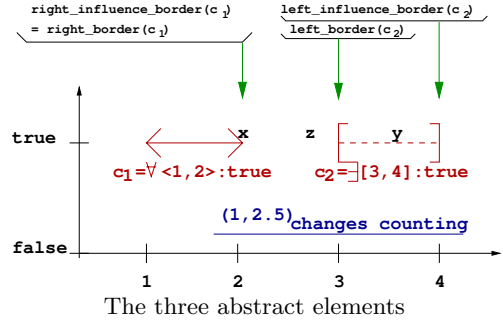 right_influence_border(c1)
= right_border(c1)
left_influence_border(c2)
left_border(c2)
true
x z y
c1=∀<1,2>:true
c2=∃[3,4]:true
(1,2.5)
changes counting
false
1 2 3 4
The three abstract elements